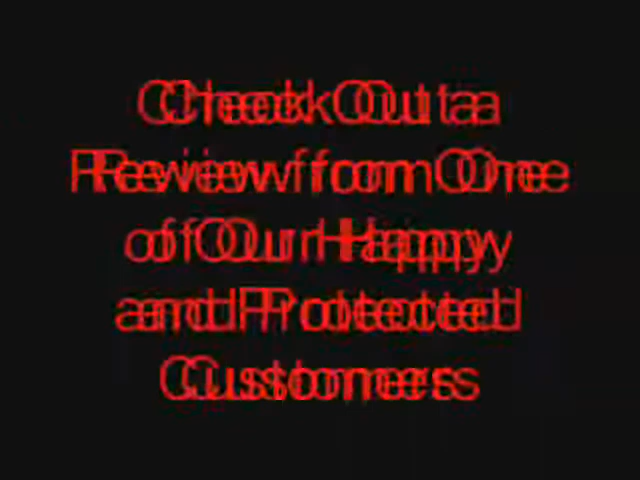 Check Out a
Review from One
of Our Happy
and Protected
Customers